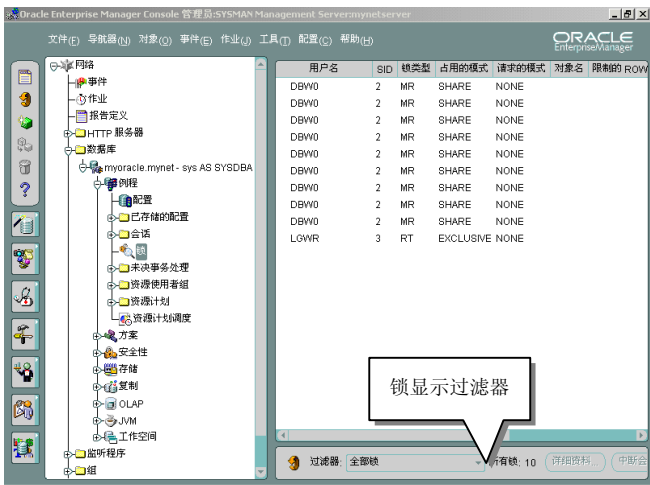 Oracle Enterprise Manager Console 管理员:SYSMAN Management Server:mynetserver
文件(F) 导航器(N) 对象(O) 事件(E) 作业(J) 工具(T) 配置(C) 帮助(H)
ORACLE
EnterpriseManager
网络
事件
作业
报告定义
HTTP 服务器
数据库
myoracle.mynet - sys AS SYSDBA
例程
配置
已存储的配置
会话
锁
未决事务处理
资源使用者组
资源计划
资源计划调度
方案
安全性
存储
复制
OLAP
JVM
工作空间
监听程序
组
用户名 SID 锁类型 占用的模式 请求的模式 对象名 限制的 ROW
DBW0 2 MR SHARE NONE
DBW0 2 MR SHARE NONE
DBW0 2 MR SHARE NONE
DBW0 2 MR SHARE NONE
DBW0 2 MR SHARE NONE
DBW0 2 MR SHARE NONE
DBW0 2 MR SHARE NONE
DBW0 2 MR SHARE NONE
DBW0 2 MR SHARE NONE
LGWR 3 RT EXCLUSIVE NONE
锁显示过滤器
过滤器: 全部锁 所有锁: 10 详细资料... 中断会